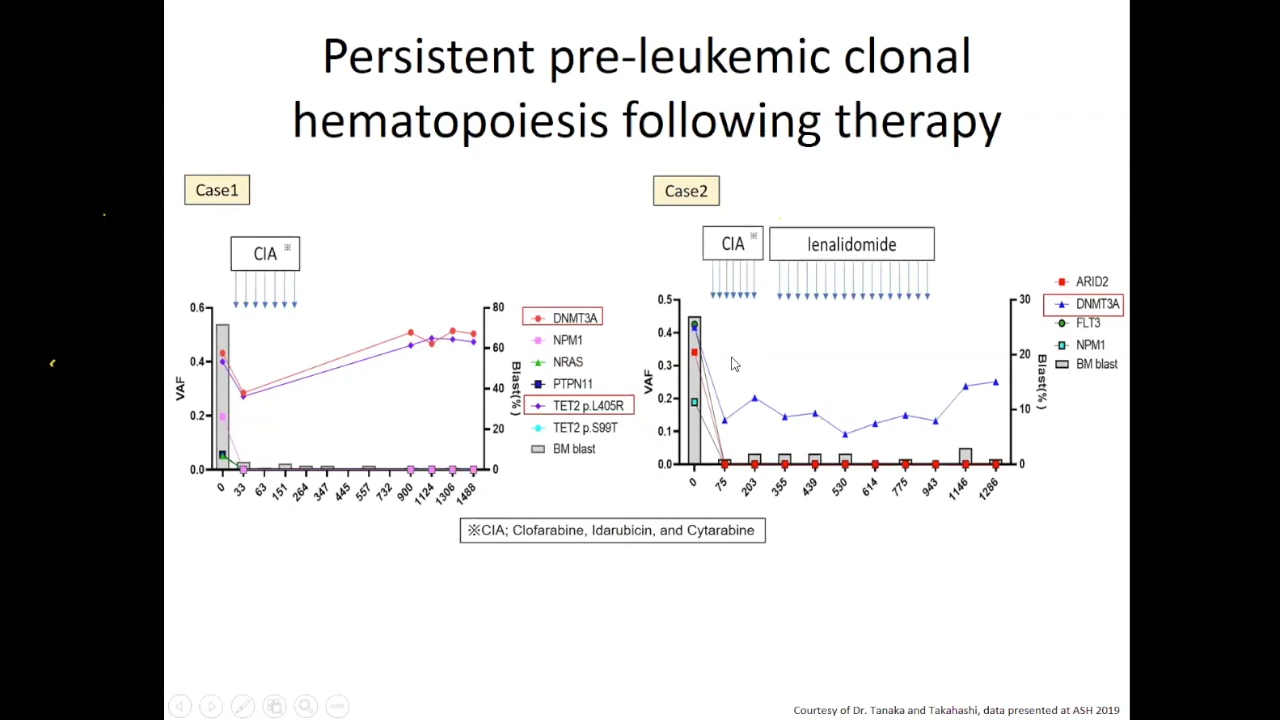 Persistent pre-leukemic clonal
hematopoiesis following therapy
Case1
CIA ※
0.6
0.4
0.2
0.0
VAF
80
60
40
20
0
Blast(%)
0 33 63 151 264 347 445 557 732 900 1124 1306 1488
DNMT3A
NPM1
NRAS
PTPN11
TET2 p.L405R
TET2 p.S99T
BM blast
Case2
CIA ※
lenalidomide
0.5
0.4
0.3
0.2
0.1
0.0
VAF
30
20
10
0
Blast(%)
0 75 203 355 439 530 614 775 943 1146 1286
ARID2
DNMT3A
FLT3
NPM1
BM blast
※CIA; Clofarabine, Idarubicin, and Cytarabine
Courtesy of Dr. Tanaka and Takahashi, data presented at ASH 2019